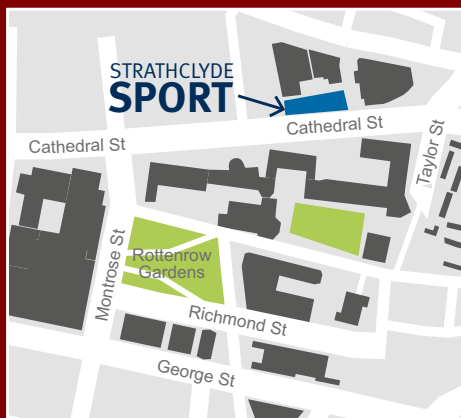 STRATHCLYDE
SPORT
Cathedral St
Cathedral St
Taylor St
Montrose St
Rottenrow
Gardens
Richmond St
George St